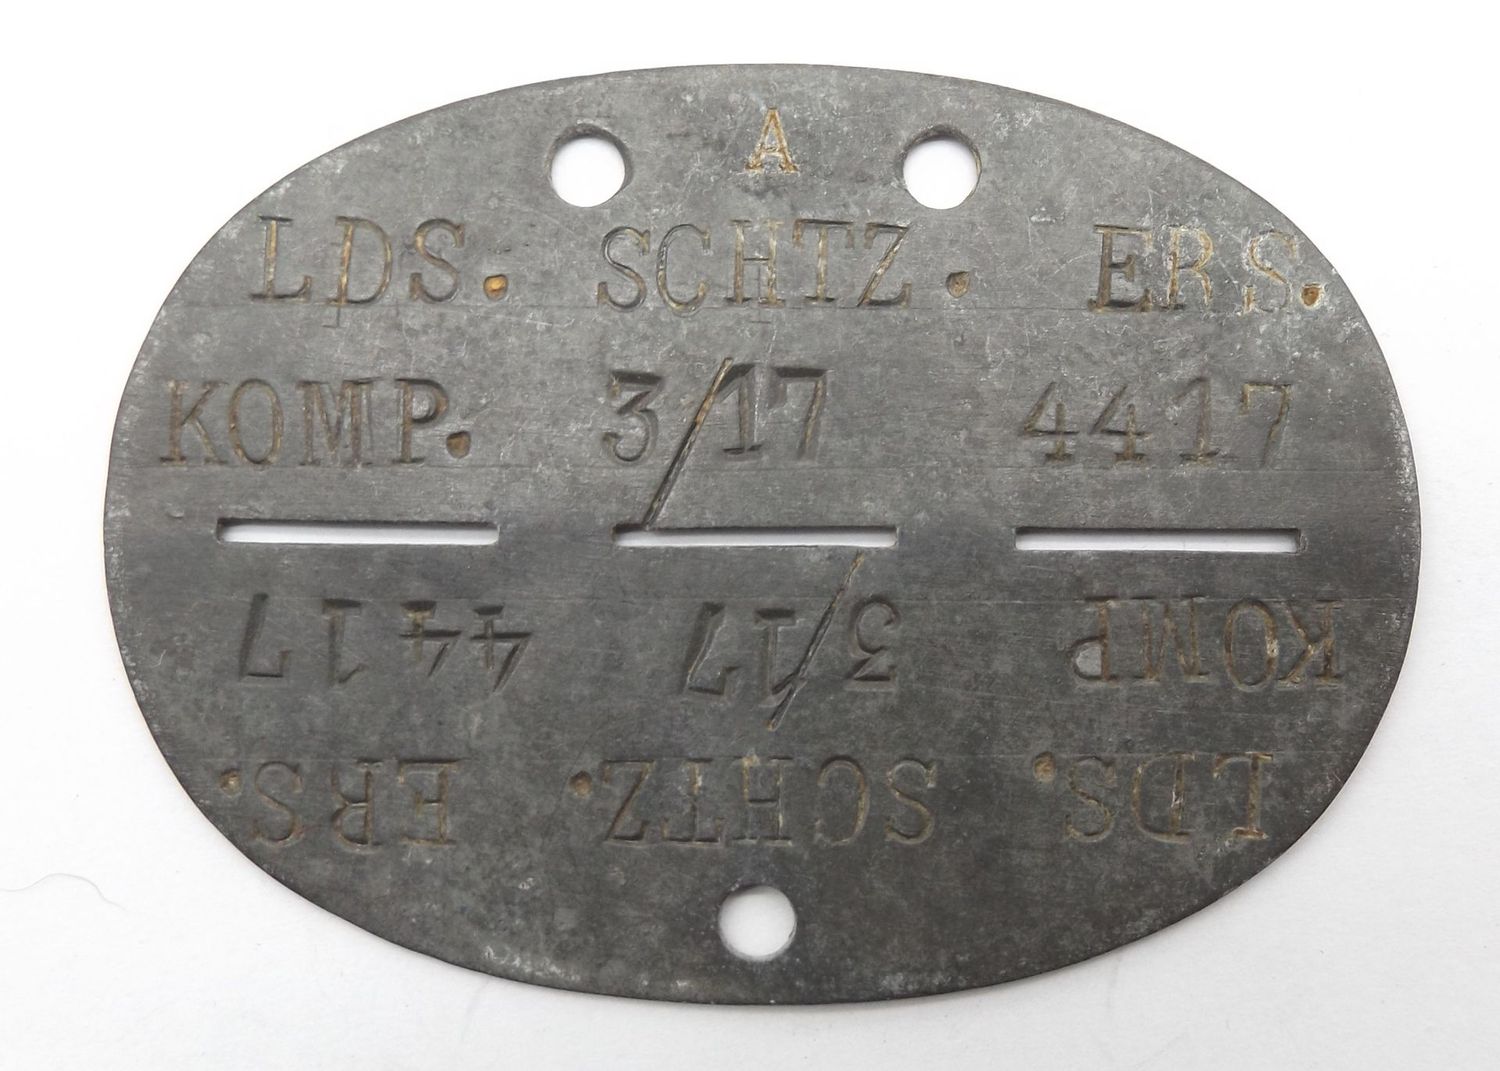 A
LDS. SCHTZ. ERS.
KOMP. 3/17 4417
LDS. SCHTZ. ERS.
KOMP 3/17 4417